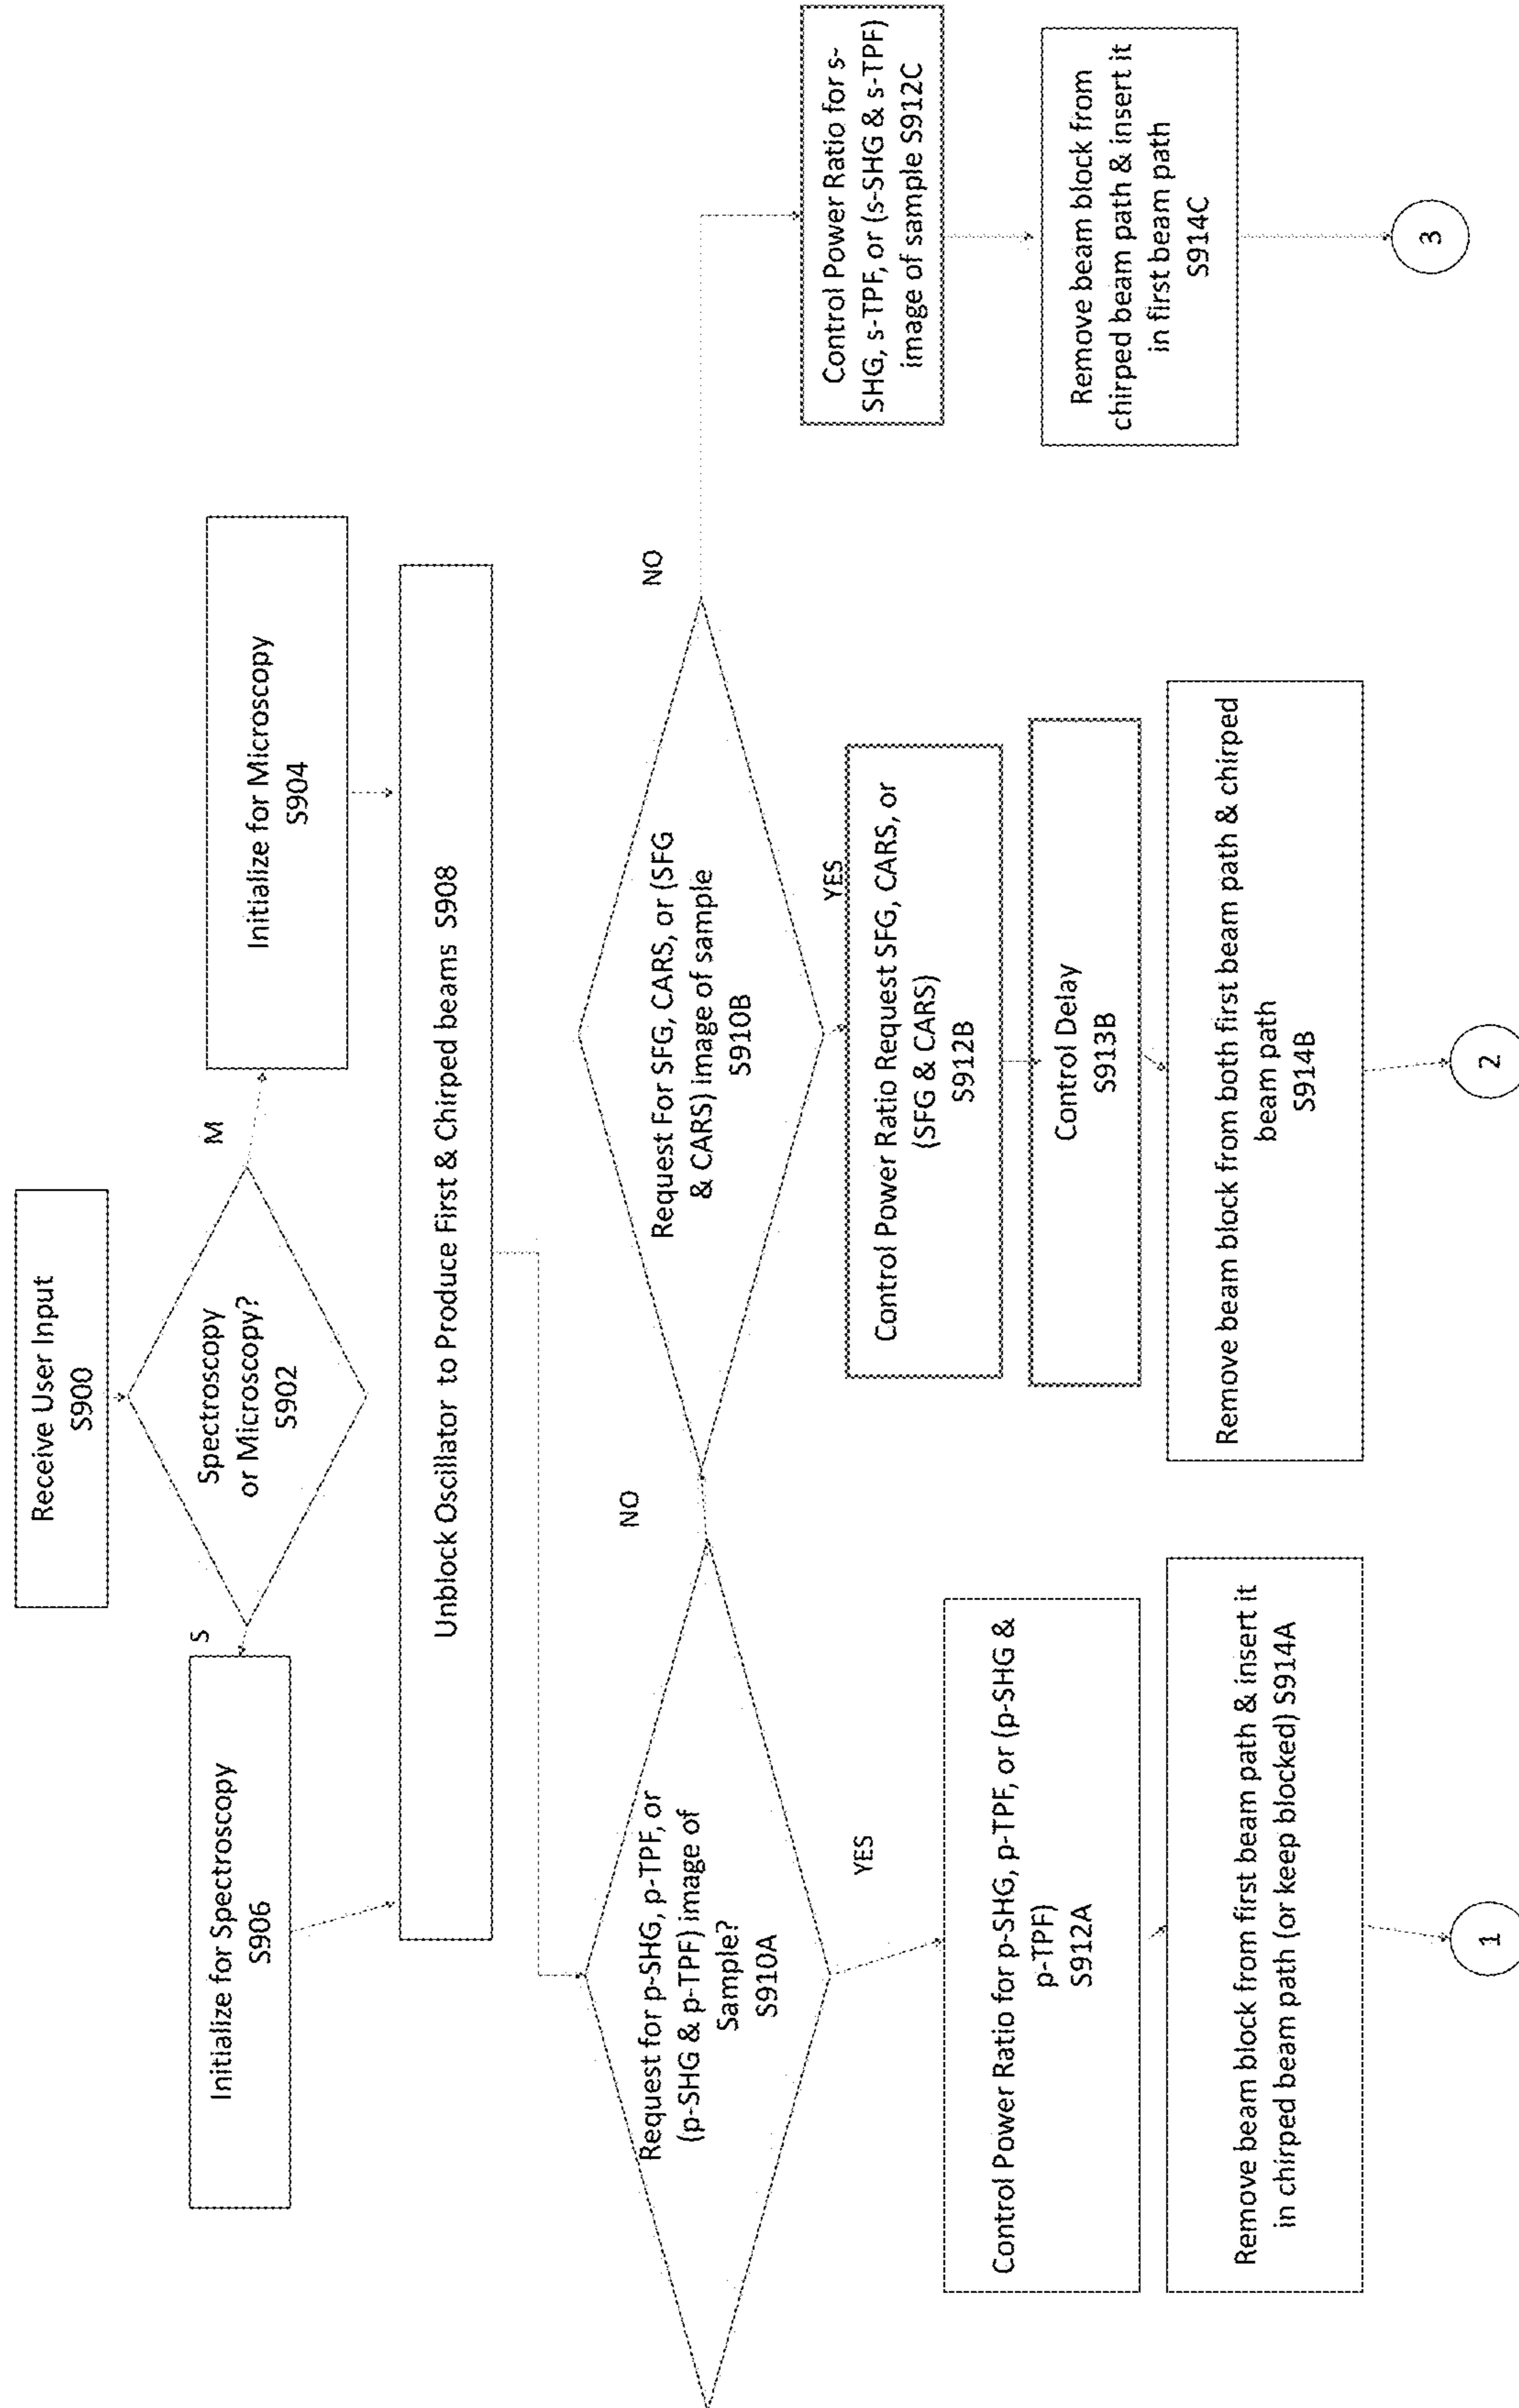 Receive User Input
S900
Spectroscopy
or Microscopy?
S902
S
M
Initialize for Spectroscopy
S906
Initialize for Microscopy
S904
Unblock Oscillator to Produce First & Chirped beams S908
Request for p-SHG, p-TPF, or
(p-SHG & p-TPF) image of
Sample?
S910A
NO
YES
Request For SFG, CARS, or (SFG
& CARS) image of sample
S910B
NO
YES
Control Power Ratio for p-SHG, p-TPF, or (p-SHG &
p-TPF)
S912A
Remove beam block from first beam path & insert it
in chirped beam path (or keep blocked) S914A
1
Control Power Ratio Request SFG, CARS, or
(SFG & CARS)
S912B
Control Delay
S913B
Remove beam block from both first beam path & chirped
beam path
S914B
2
Control Power Ratio for s-
SHG, s-TPF, or (s-SHG & s-TPF)
image of sample S912C
Remove beam block from
chirped beam path & insert it
in first beam path
S914C
3